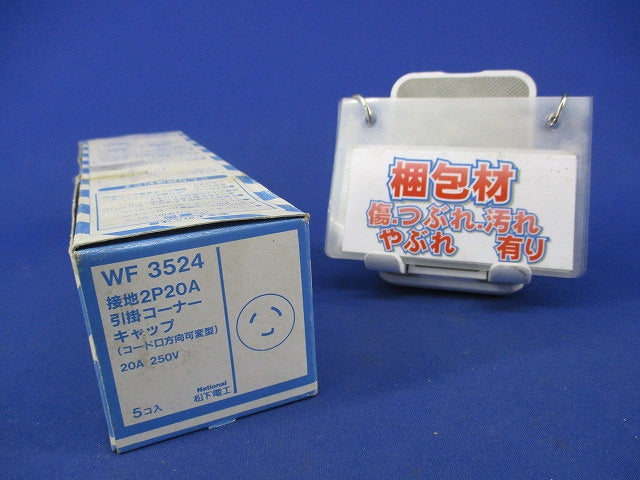 WF 3524
接地2P20A
引掛コーナー
キャップ
(コード口方向可変型)
20A 250V
National
松下電工
5コ入
梱包材
傷.つぶれ.汚れ
やぶれ 有り